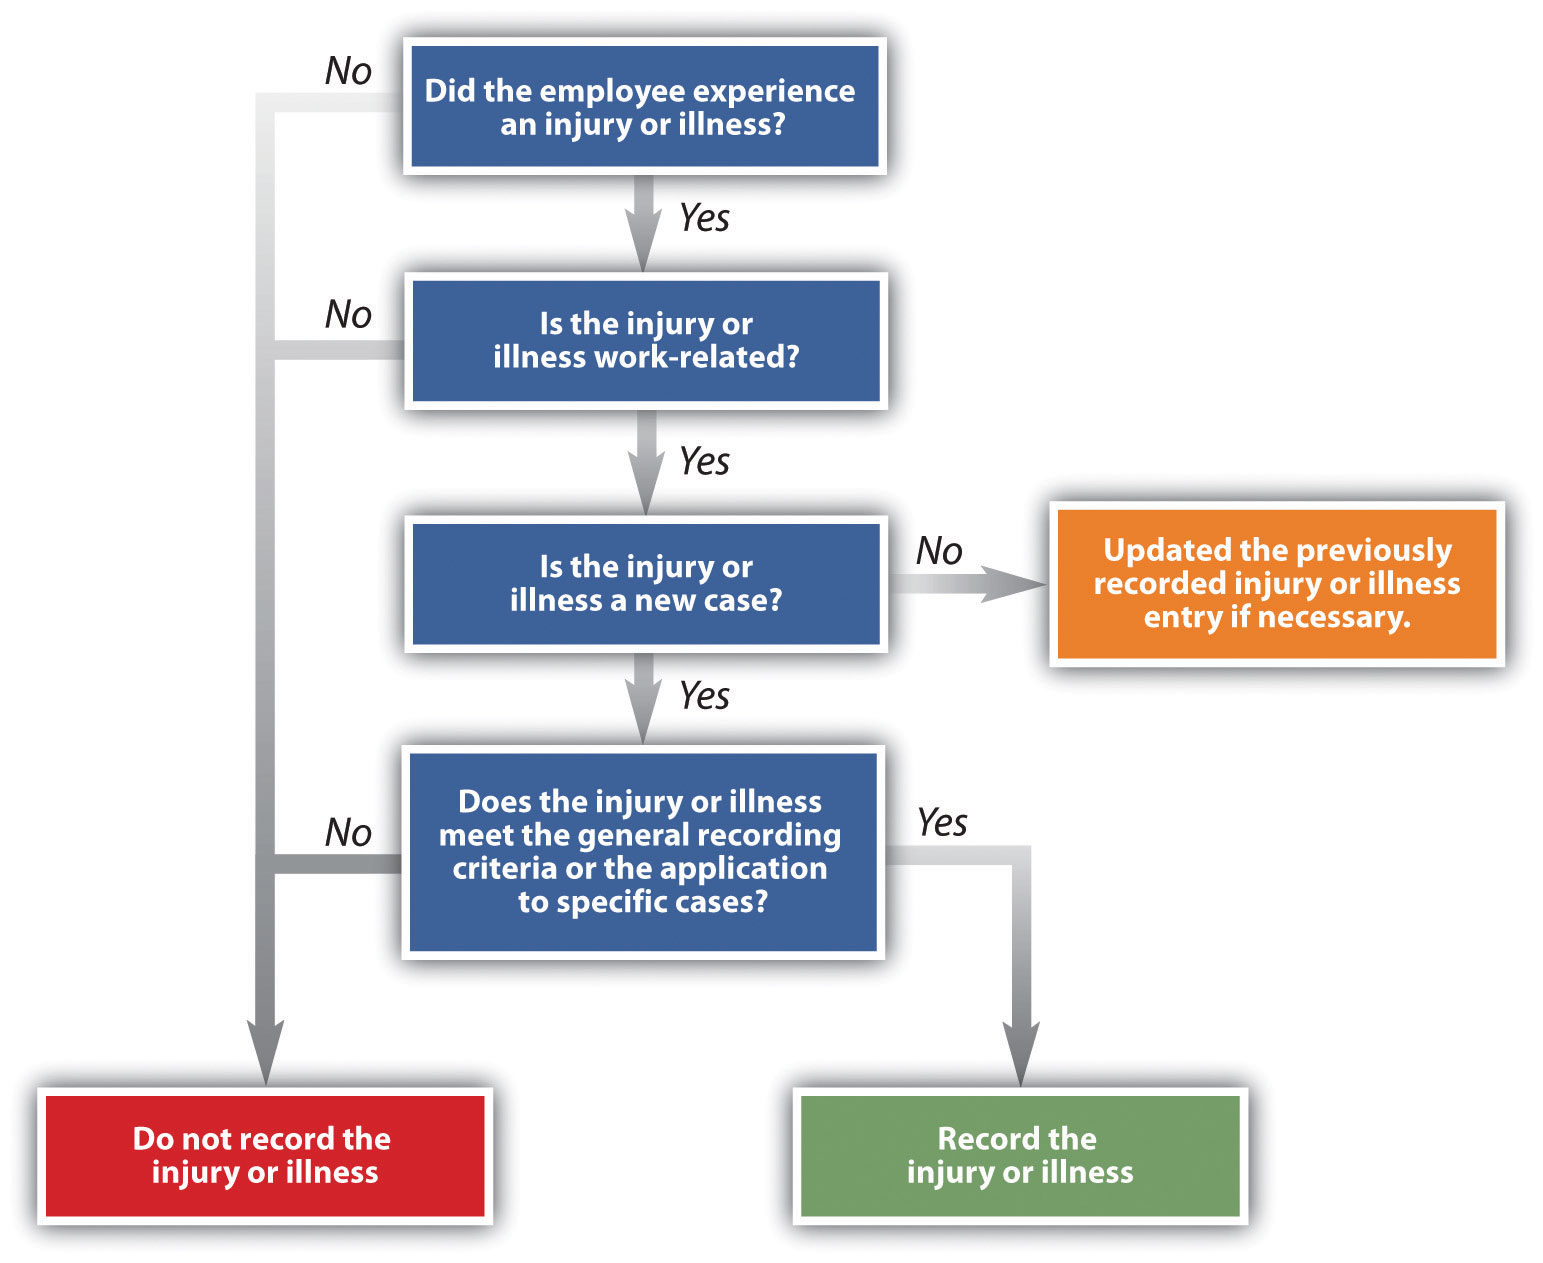 No
Did the employee experience
an injury or illness?
Yes
No
Is the injury or
illness work-related?
Yes
Is the injury or
illness a new case?
No
Updated the previously
recorded injury or illness
entry if necessary.
Yes
No
Does the injury or illness
meet the general recording
criteria or the application
to specific cases?
Yes
Do not record the
injury or illness
Record the
injury or illness